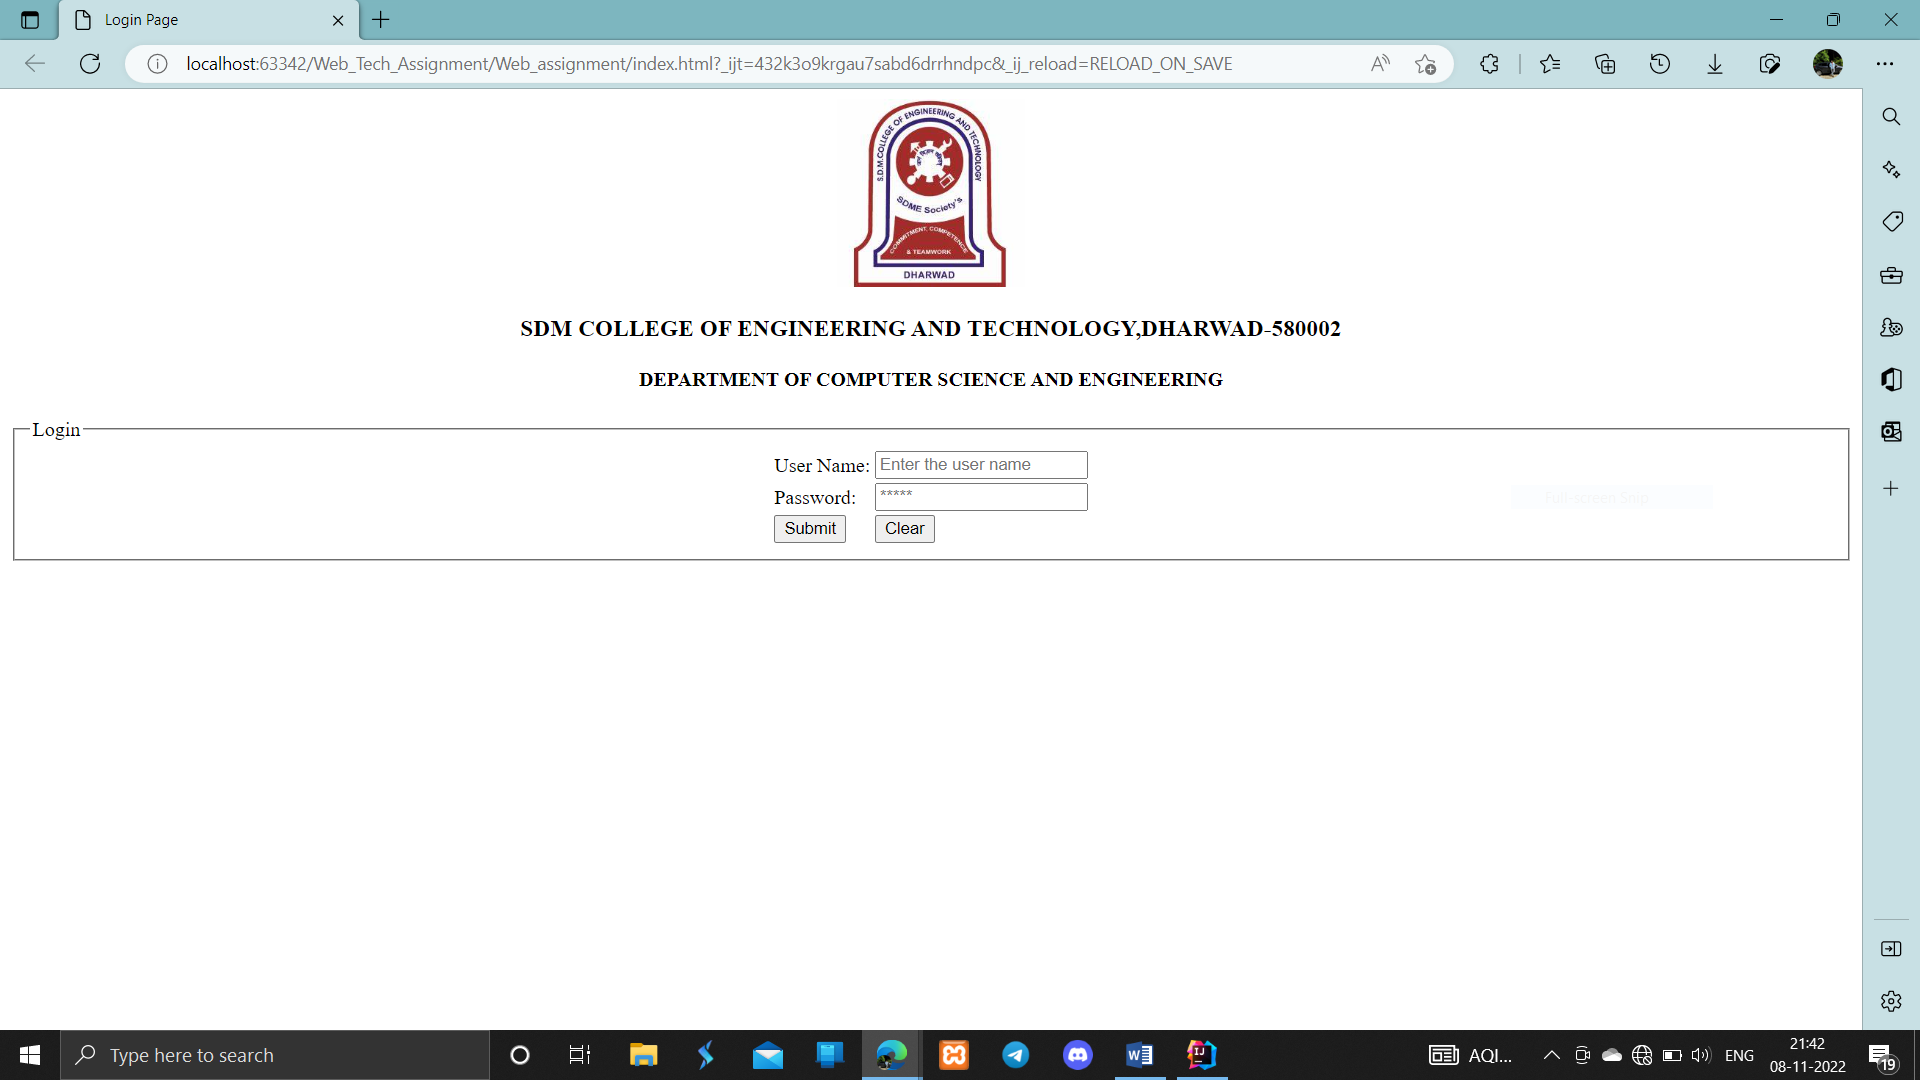 Login Page
localhost:63342/Web_Tech_Assignment/Web_assignment/index.html?_ijt=432k3o9krgau7sabd6drrhndpc&_ij_reload=RELOAD_ON_SAVE
S.D.M.COLLEGE OF ENGINEERING AND TECHNOLOGY
SDME Society's
COMMITMENT, COMPETENCE
& TEAMWORK
DHARWAD
SDM COLLEGE OF ENGINEERING AND TECHNOLOGY,DHARWAD-580002
DEPARTMENT OF COMPUTER SCIENCE AND ENGINEERING
Login
User Name: Enter the user name
Password: *****
Submit Clear
Full-screen Snip
Type here to search
AQI... ENG 21:42
08-11-2022
19